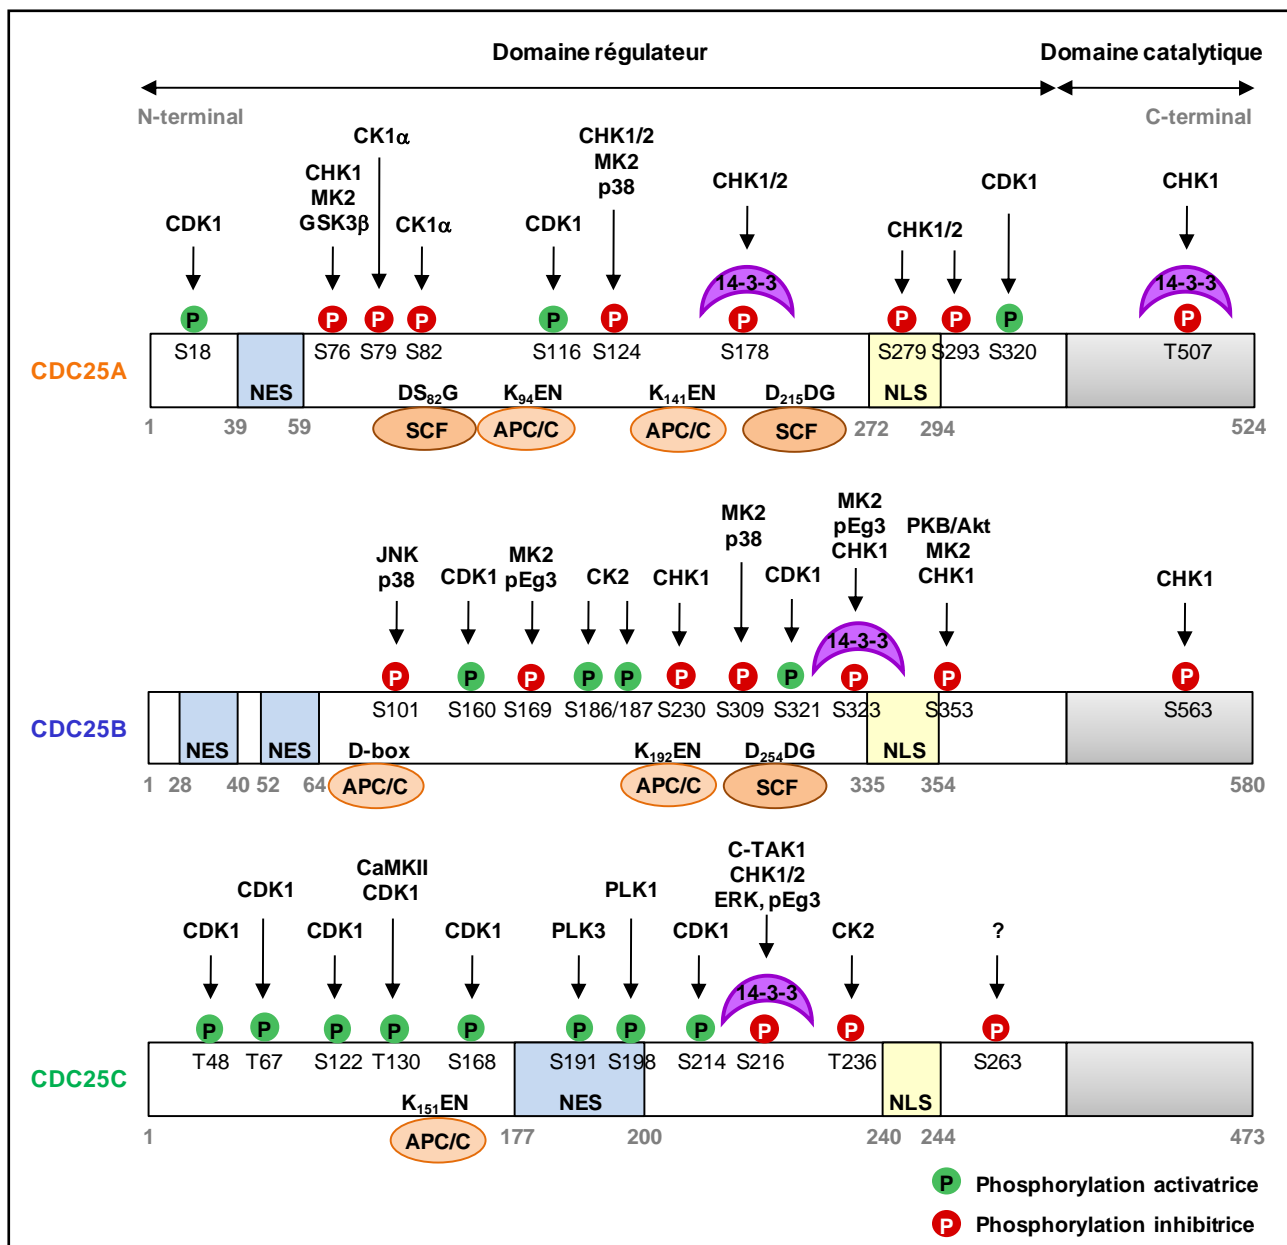 Domaine régulateur
Domaine catalytique
N-terminal
C-terminal
CK1α
CHK1/2
MK2
p38
CHK1
MK2
GSK3β
CHK1/2
CDK1
CHK1
CDK1
CK1α
CDK1
CHK1/2
14-3-3
14-3-3
P P P P P P P P P P P
S18 S76 S79 S82 S116 S124 S178 S279 S293 S320 T507
CDC25A
NES DS82G K94EN K141EN D215DG NLS
SCF APC/C APC/C SCF
1 39 59 272 294 524
MK2
pEg3
CHK1
MK2
p38
PKB/Akt
MK2
CHK1
JNK
p38
CDK1
MK2
pEg3
CK2
CHK1
CDK1
CHK1
14-3-3
P P P P P P P P P P P
S101 S160 S169 S186/187 S230 S309 S321 S323 S353 S563
CDC25B
NES NES D-box K192EN D254DG NLS
APC/C APC/C SCF
1 28 40 52 64 335 354 580
C-TAK1
CHK1/2
ERK, pEg3
CaMKII
CDK1
CDK1
PLK1
CDK1 CDK1 CDK1 PLK3 CDK1 CK2 ?
14-3-3
P P P P P P P P P P P
T48 T67 S122 T130 S168 S191 S198 S214 S216 T236 S263
CDC25C
K151EN NES NLS
APC/C
1 177 200 240 244 473
P Phosphorylation activatrice
P Phosphorylation inhibitrice